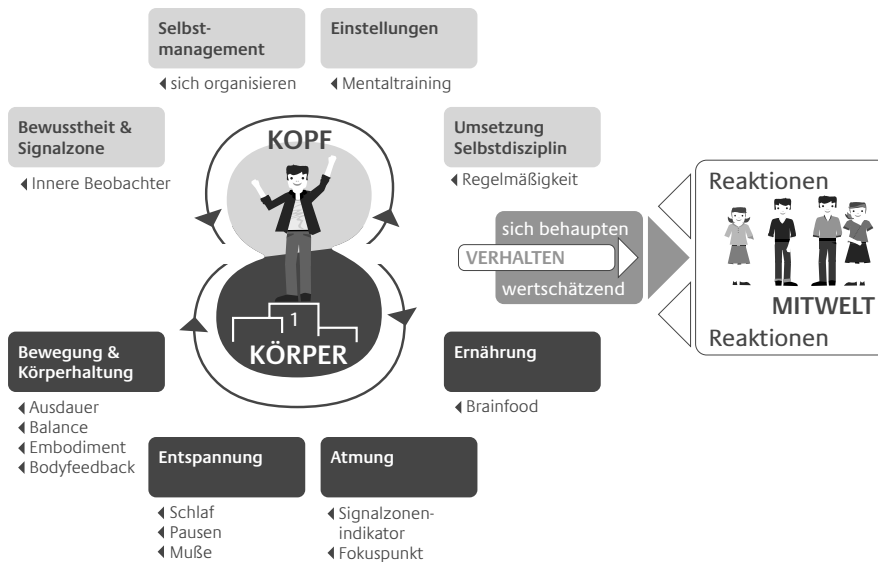 Selbst-
management
◀ sich organisieren
Einstellungen
◀ Mentaltraining
Bewusstheit &
Signalzone
◀ Innere Beobachter
KOPF
Umsetzung
Selbstdisziplin
◀ Regelmäßigkeit
sich behaupten
VERHALTEN
wertschätzend
Reaktionen
MITWELT
Reaktionen
1
KÖRPER
Bewegung &
Körperhaltung
◀ Ausdauer
◀ Balance
◀ Embodiment
◀ Bodyfeedback
Ernährung
◀ Brainfood
Entspannung
◀ Schlaf
◀ Pausen
◀ Muße
Atmung
◀ Signalzonen-
indikator
◀ Fokuspunkt